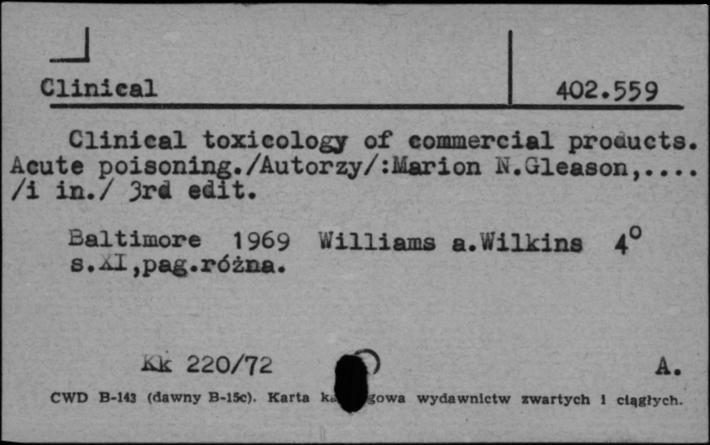 Clinical 402.559
Clinical toxicology of commercial products.
Acute poisoning./Autorzy/:Marion N.Gleason,....
/i in./ 3rd edit.
Baltimore 1969 Williams a.Wilkins 4º
s.XI,pag.różna.
Kk 220/72 A.
CWD B-143 (dawny B-15c). Karta wydawnictw zwartych i ciągłych.